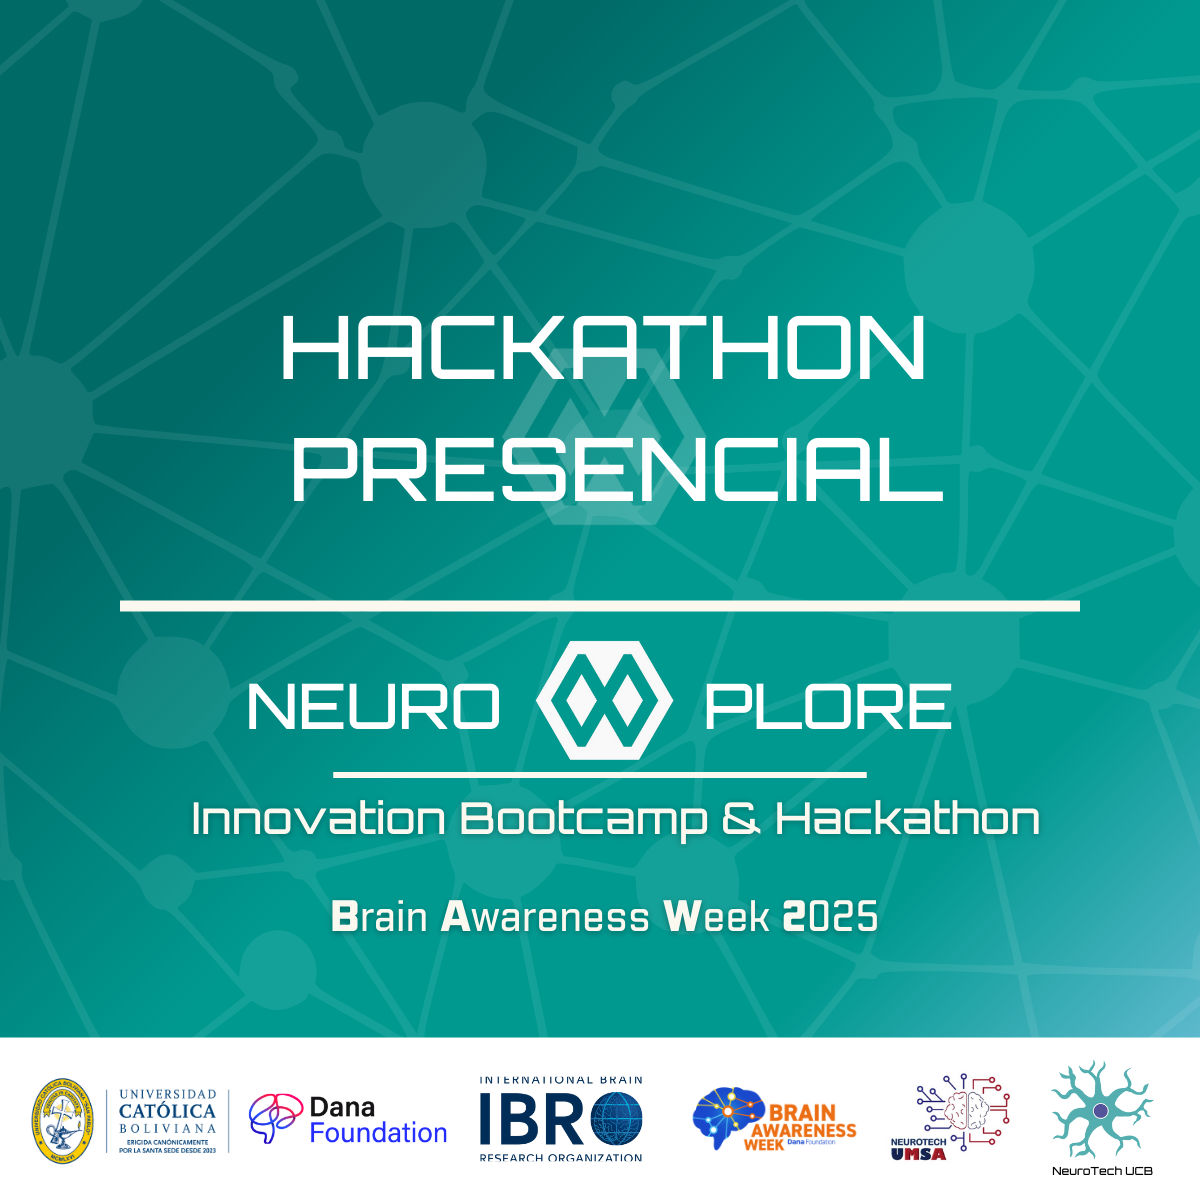 HACKATHON
PRESENCIAL
NEURO PLORE
Innovation Bootcamp & Hackathon
Brain Awareness Week 2025
UNIVERSIDAD
CATÓLICA
BOLIVIANA
ERIGIDA CANÓNICAMENTE
POR LA SANTA SEDE DESDE 2023
Dana
Foundation
INTERNATIONAL BRAIN
IBRO
RESEARCH ORGANIZATION
BRAIN
AWARENESS
WEEK Dana Foundation
NEUROTECH
UMSA
NeuroTech UCB